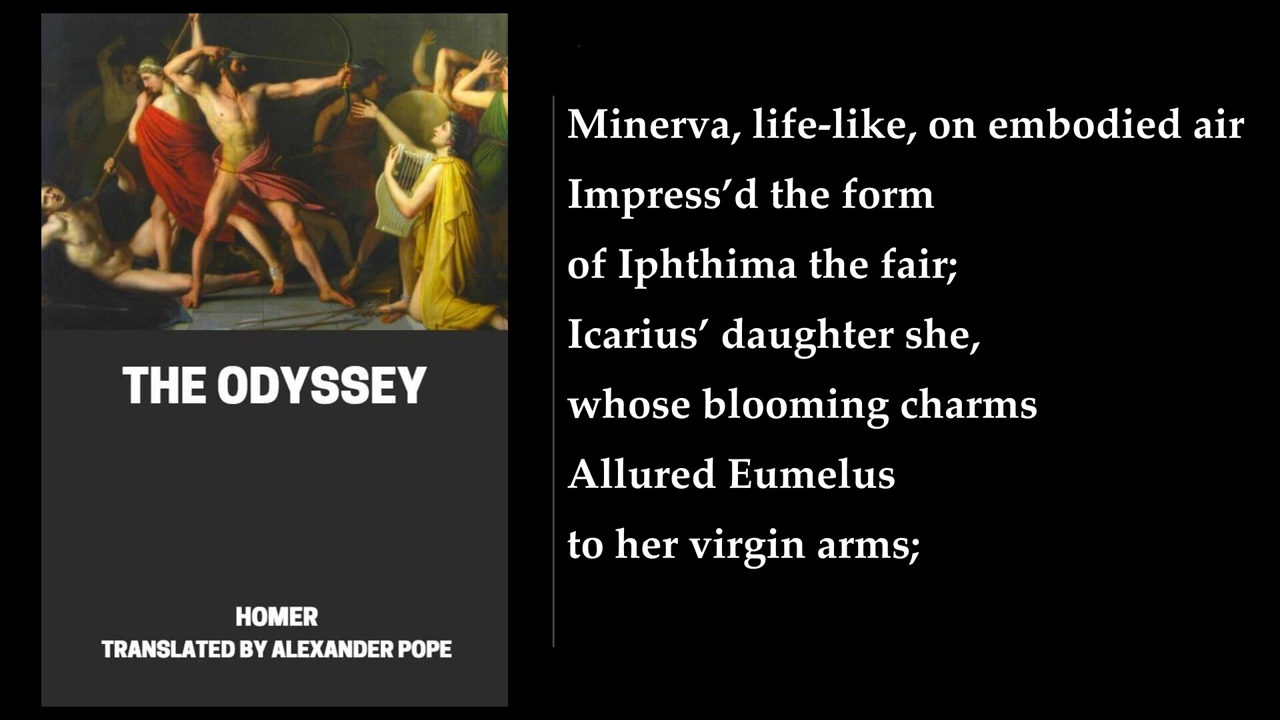 THE ODYSSEY
HOMER
TRANSLATED BY ALEXANDER POPE
Minerva, life-like, on embodied air
Impress’d the form
of Iphthima the fair;
Icarius’ daughter she,
whose blooming charms
Allured Eumelus
to her virgin arms;